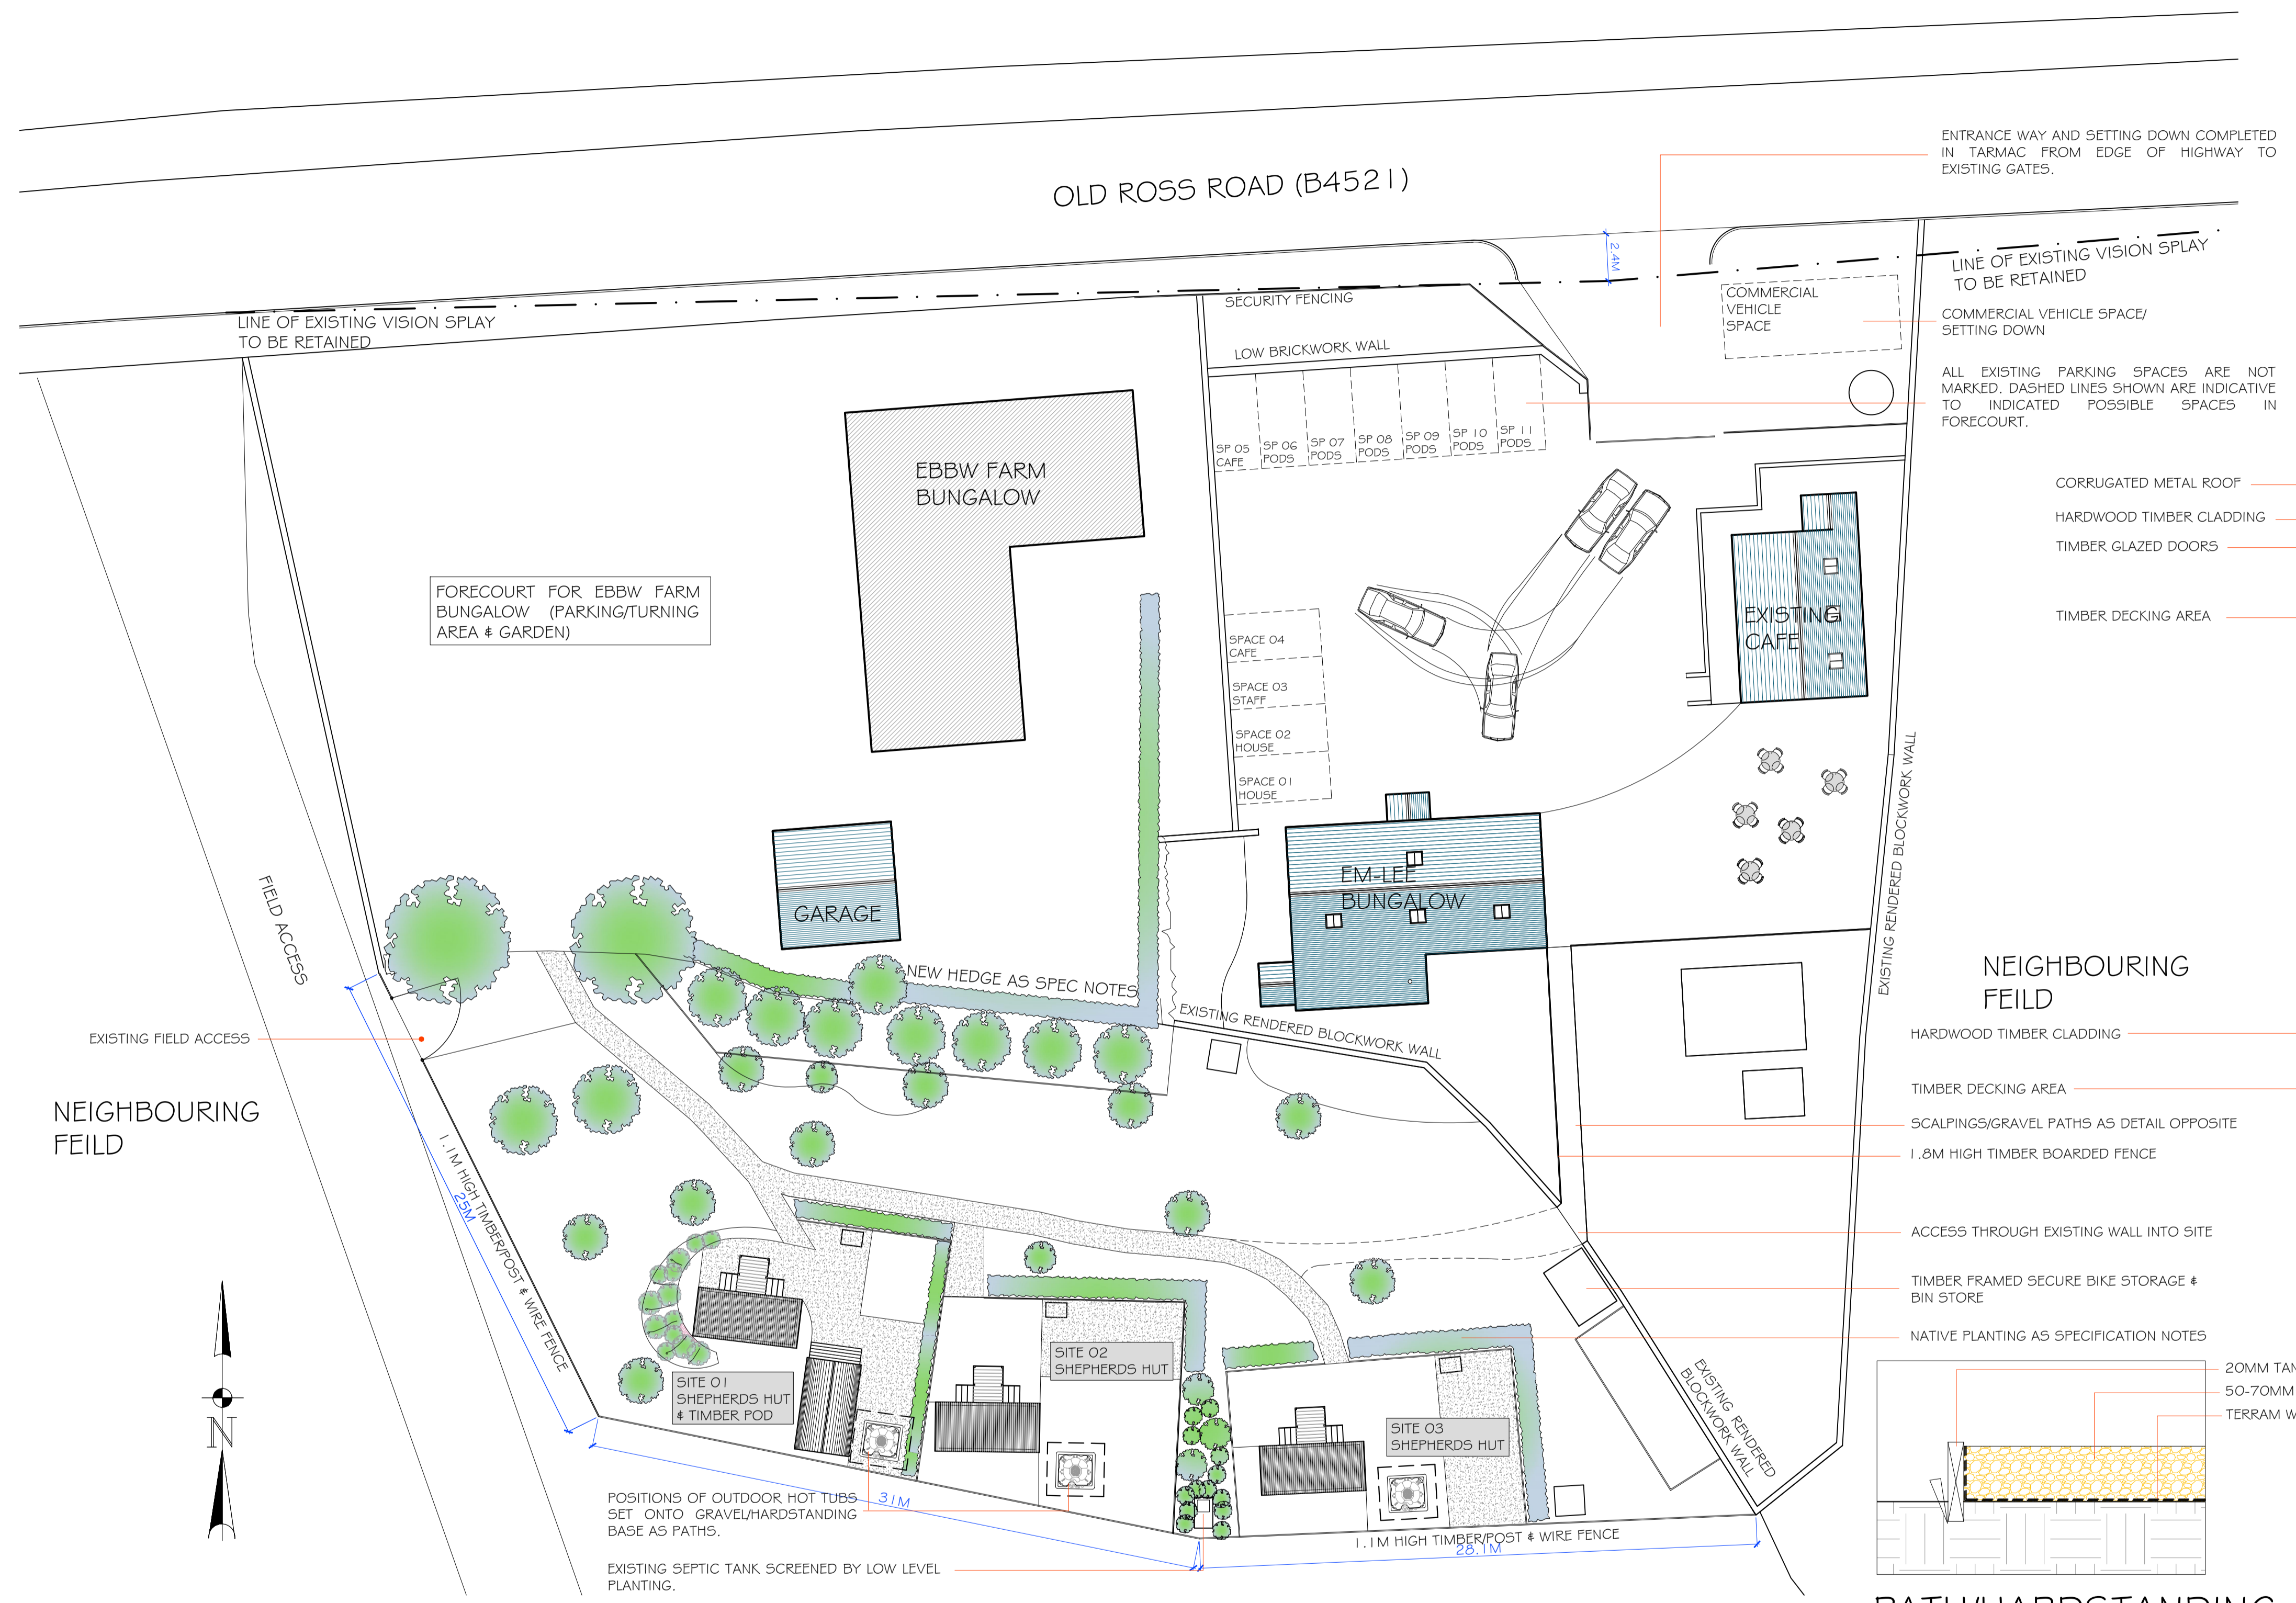 OLD ROSS ROAD (B4521)
ENTRANCE WAY AND SETTING DOWN COMPLETED
IN TARMAC FROM EDGE OF HIGHWAY TO
EXISTING GATES.
2.4M
LINE OF EXISTING VISION SPLAY
TO BE RETAINED
LINE OF EXISTING VISION SPLAY
TO BE RETAINED
SECURITY FENCING
LOW BRICKWORK WALL
COMMERCIAL
VEHICLE
SPACE
COMMERCIAL VEHICLE SPACE/
SETTING DOWN
ALL EXISTING PARKING SPACES ARE NOT
MARKED. DASHED LINES SHOWN ARE INDICATIVE
TO INDICATED POSSIBLE SPACES IN
FORECOURT.
SP 05
CAFE
SP 06
PODS
SP 07
PODS
SP 08
PODS
SP 09
PODS
SP 10
PODS
SP 11
PODS
EBBW FARM
BUNGALOW
CORRUGATED METAL ROOF
HARDWOOD TIMBER CLADDING
TIMBER GLAZED DOORS
TIMBER DECKING AREA
FORECOURT FOR EBBW FARM
BUNGALOW (PARKING/TURNING
AREA & GARDEN)
EXISTING
CAFE
SPACE 04
CAFE
SPACE 03
STAFF
SPACE 02
HOUSE
SPACE 01
HOUSE
EXISTING RENDERED BLOCKWORK WALL
EM-LEE
BUNGALOW
GARAGE
FIELD ACCESS
NEW HEDGE AS SPEC NOTES
EXISTING RENDERED BLOCKWORK WALL
NEIGHBOURING
FEILD
EXISTING FIELD ACCESS
HARDWOOD TIMBER CLADDING
TIMBER DECKING AREA
NEIGHBOURING
FEILD
SCALPINGS/GRAVEL PATHS AS DETAIL OPPOSITE
1.8M HIGH TIMBER BOARDED FENCE
1.1M HIGH TIMBER/POST & WIRE FENCE
25M
ACCESS THROUGH EXISTING WALL INTO SITE
TIMBER FRAMED SECURE BIKE STORAGE &
BIN STORE
NATIVE PLANTING AS SPECIFICATION NOTES
SITE 02
SHEPHERDS HUT
SITE 01
SHEPHERDS HUT
& TIMBER POD
SITE 03
SHEPHERDS HUT
EXISTING RENDERED
BLOCKWORK WALL
20MM TAN
50-70MM
TERRAM W
N
POSITIONS OF OUTDOOR HOT TUBS
SET ONTO GRAVEL/HARDSTANDING
BASE AS PATHS.
31M
1.1M HIGH TIMBER/POST & WIRE FENCE
28.1M
EXISTING SEPTIC TANK SCREENED BY LOW LEVEL
PLANTING.
PATH/HARDSTANDING